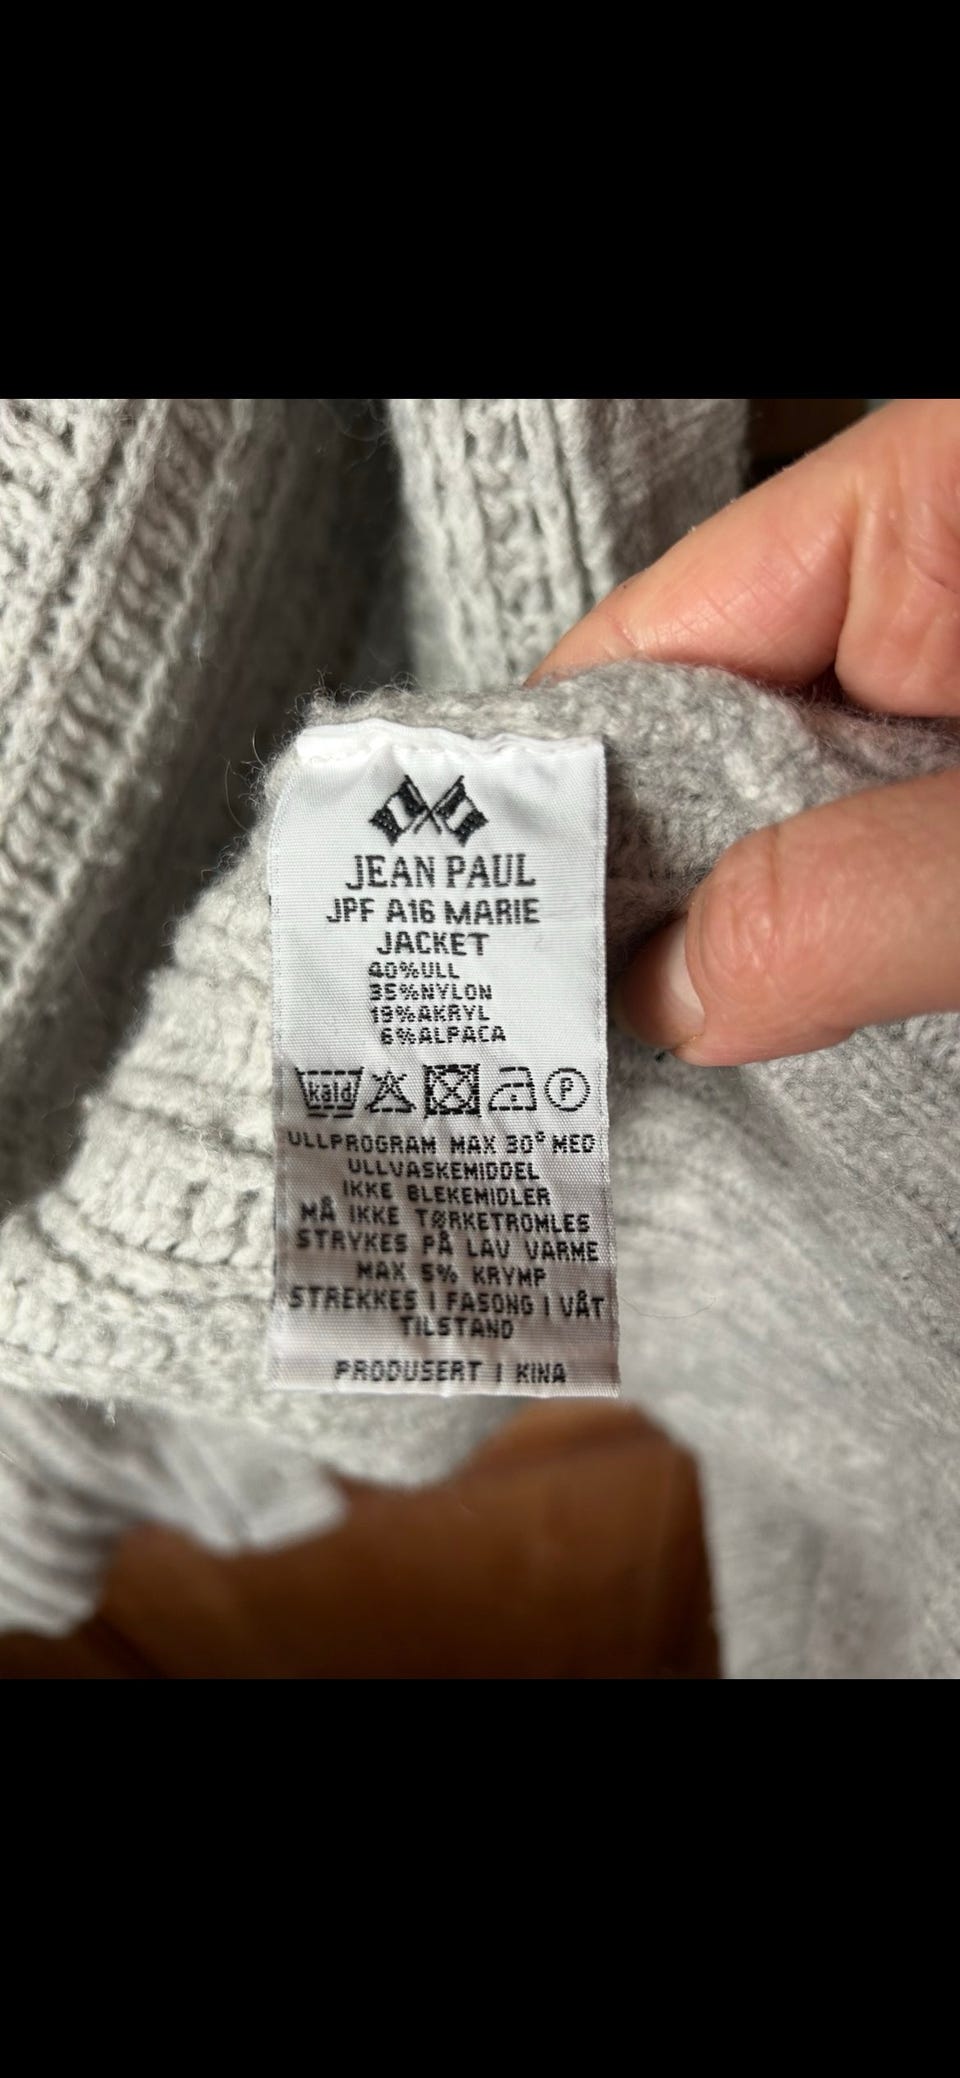 JEAN PAUL
JPF A16 MARIE
JACKET
40%ULL
35%NYLON
19%AKRYL
6%ALPACA
kald P
ULLPROGRAM MAX 30° MED
ULLVASKEMIDDEL
IKKE BLEKEMIDLER
MÅ IKKE TØRKETROMLES
STRYKES PÅ LAV VARME
MAX 5% KRYMP
STREKKES I FASONG I VÅT
TILSTAND
PRODUSERT I KINA